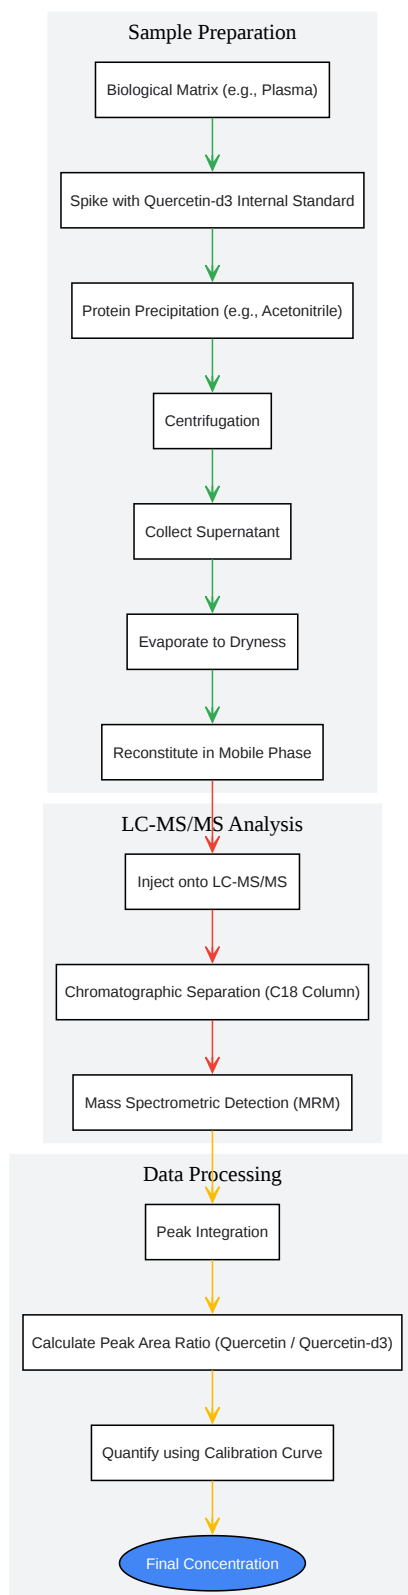 Sample Preparation
Biological Matrix (e.g., Plasma)
Spike with Quercetin-d3 Internal Standard
Protein Precipitation (e.g., Acetonitrile)
Centrifugation
Collect Supernatant
Evaporate to Dryness
Reconstitute in Mobile Phase
LC-MS/MS Analysis
Inject onto LC-MS/MS
Chromatographic Separation (C18 Column)
Mass Spectrometric Detection (MRM)
Data Processing
Peak Integration
Calculate Peak Area Ratio (Quercetin / Quercetin-d3)
Quantify using Calibration Curve
Final Concentration